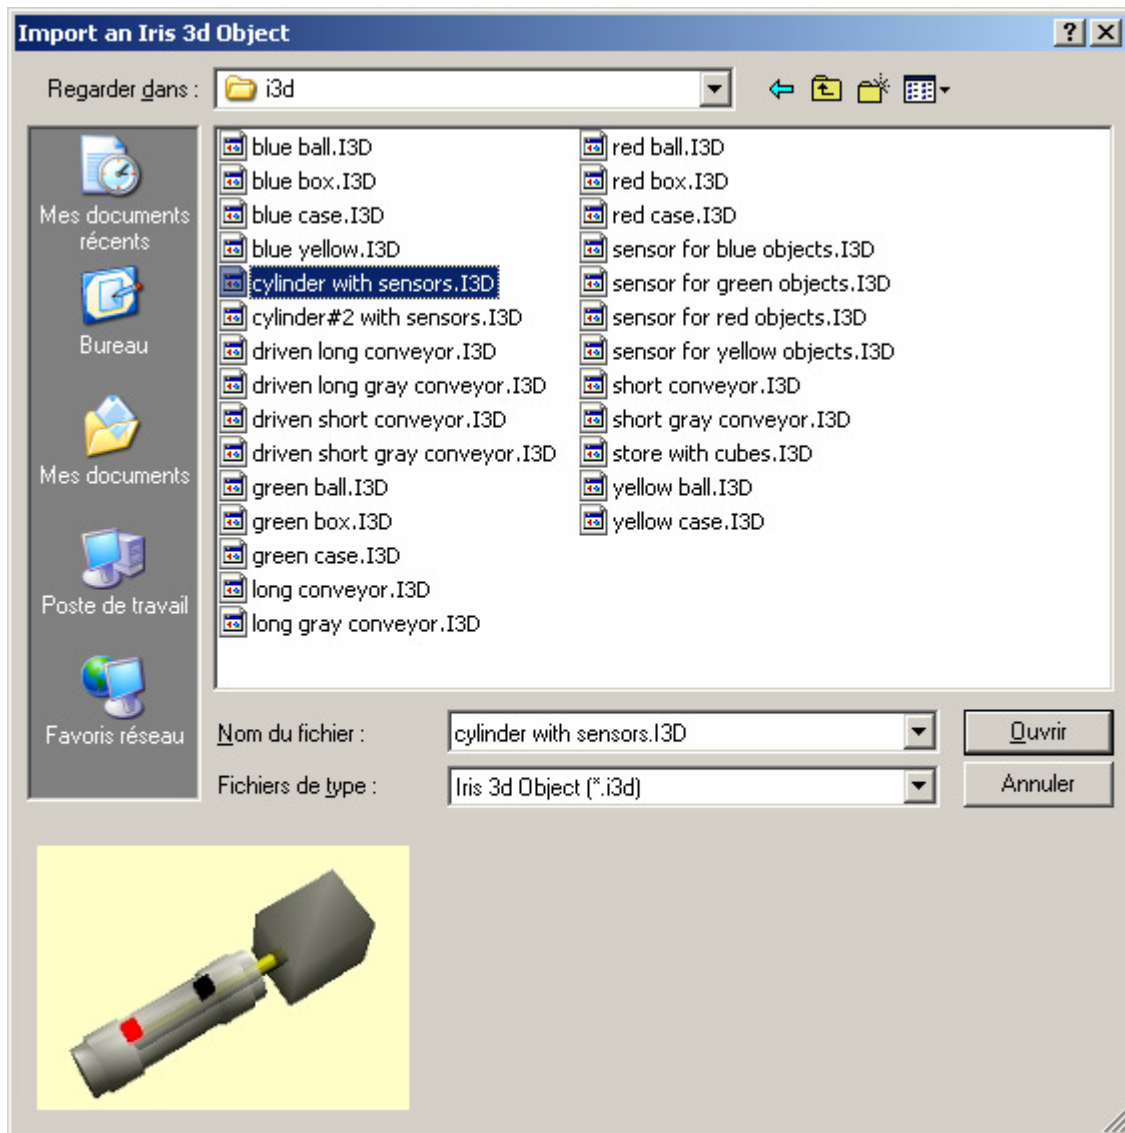 Import an Iris 3d Object
Regarder dans :
i3d
Mes documents
récents
Bureau
Mes documents
Poste de travail
Favoris réseau
blue ball.I3D
blue box.I3D
blue case.I3D
blue yellow.I3D
cylinder with sensors.I3D
cylinder#2 with sensors.I3D
driven long conveyor.I3D
driven long gray conveyor.I3D
driven short conveyor.I3D
driven short gray conveyor.I3D
green ball.I3D
green box.I3D
green case.I3D
long conveyor.I3D
long gray conveyor.I3D
red ball.I3D
red box.I3D
red case.I3D
sensor for blue objects.I3D
sensor for green objects.I3D
sensor for red objects.I3D
sensor for yellow objects.I3D
short conveyor.I3D
short gray conveyor.I3D
store with cubes.I3D
yellow ball.I3D
yellow case.I3D
Nom du fichier :
cylinder with sensors.I3D
Ouvrir
Fichiers de type :
Iris 3d Object (*.i3d)
Annuler